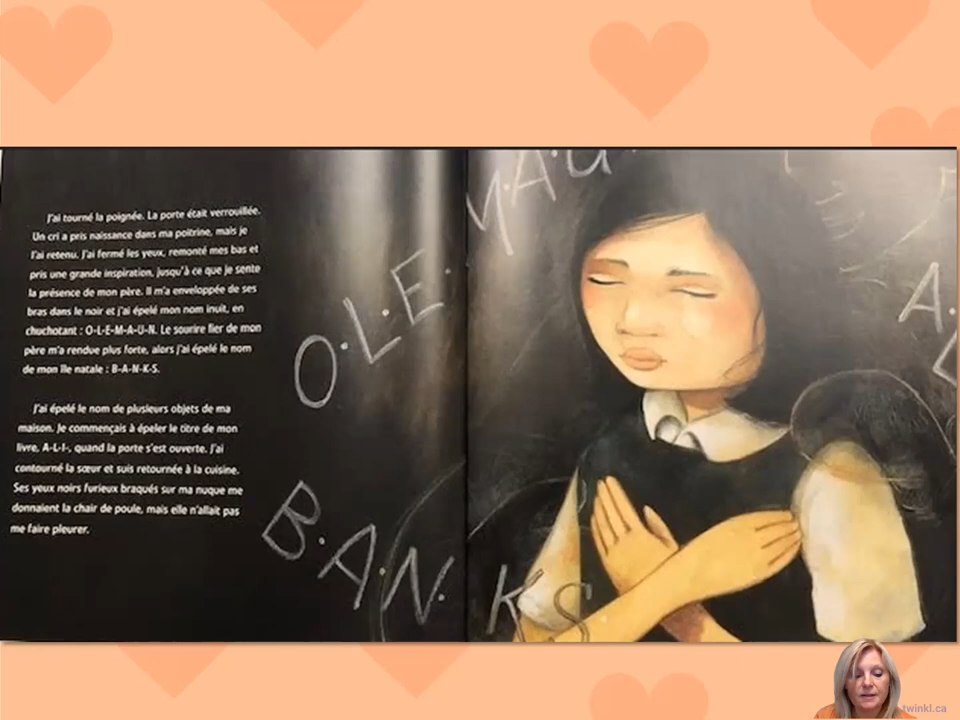 J'ai tourné la poignée. La porte était verrouillée.
Un cri a pris naissance dans ma poitrine, mais je
l'ai retenu. J'ai fermé les yeux, remonté mes bas et
pris une grande inspiration, jusqu'à ce que je sente
la présence de mon père. Il m'a enveloppée de ses
bras dans le noir et j'ai épelé mon nom inuit, en
chuchotant : O-L-E-M-A-U-N. Le sourire fier de mon
père m'a rendue plus forte, alors j'ai épelé le nom
de mon île natale : B-A-N-K-S.
J'ai épelé le nom de plusieurs objets de ma
maison. Je commençais à épeler le titre de mon
livre, A-L-I-, quand la porte s'est ouverte. J'ai
contourné la sœur et suis retournée à la cuisine.
Ses yeux noirs furieux braqués sur ma nuque me
donnaient la chair de poule, mais elle n'allait pas
me faire pleurer.
O·L·E·M·A·U·
B·A·N·K·S
A·
L
twinkl.ca